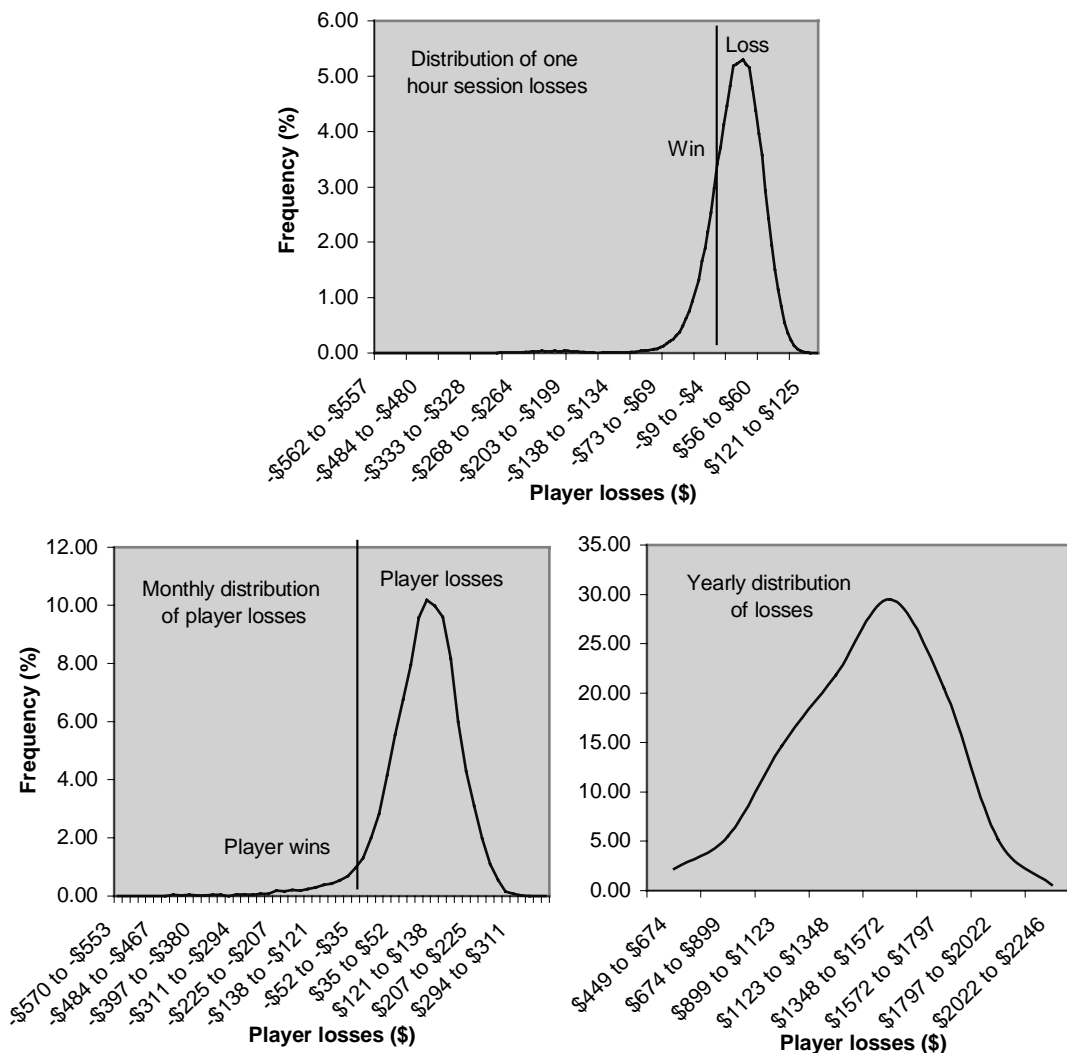 6.00
5.00
4.00
3.00
2.00
1.00
0.00
Frequency (%)
Distribution of one
hour session losses
Loss
Win
-$562 to -$557
-$484 to -$480
-$333 to -$328
-$268 to -$264
-$203 to -$199
-$138 to -$134
-$73 to -$69
-$9 to -$4
$56 to $60
$121 to $125
Player losses ($)
12.00
10.00
8.00
6.00
4.00
2.00
0.00
Frequency (%)
Monthly distribution
of player losses
Player losses
Player wins
-$570 to -$553
-$484 to -$467
-$397 to -$380
-$311 to -$294
-$225 to -$207
-$138 to -$121
-$52 to -$35
$35 to $52
$121 to $138
$207 to $225
$294 to $311
Player losses ($)
35.00
30.00
25.00
20.00
15.00
10.00
5.00
0.00
Yearly distribution
of losses
$449 to $674
$674 to $899
$899 to $1123
$1123 to $1348
$1348 to $1572
$1572 to $1797
$1797 to $2022
$2022 to $2246
Player losses ($)